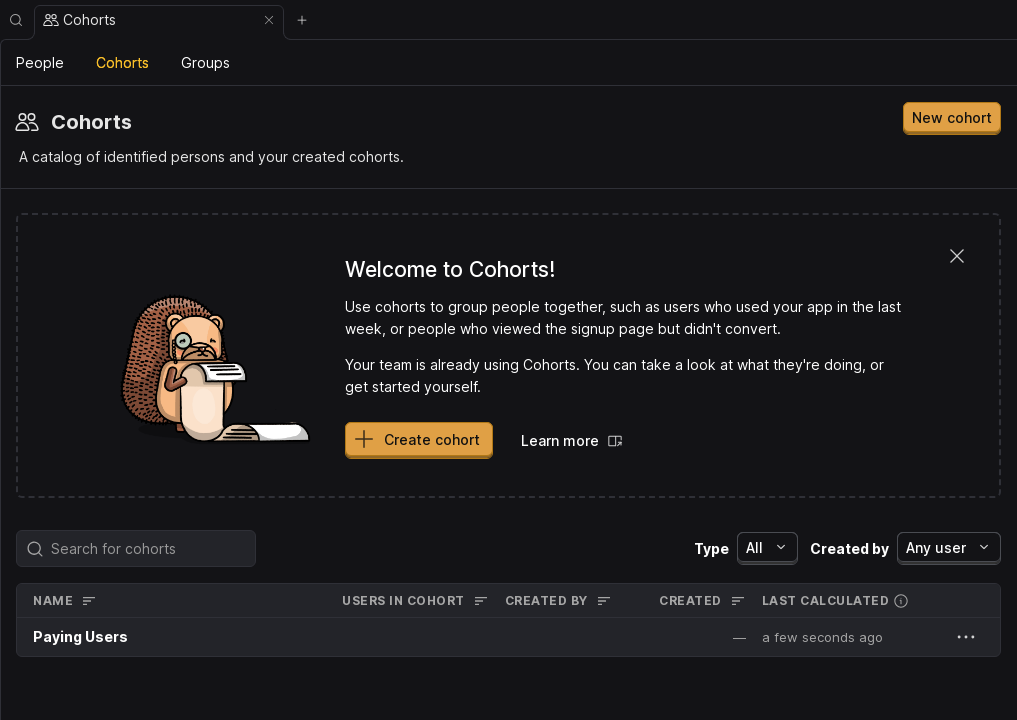 Cohorts
People Cohorts Groups
Cohorts
New cohort
A catalog of identified persons and your created cohorts.
Welcome to Cohorts!
Use cohorts to group people together, such as users who used your app in the last
week, or people who viewed the signup page but didn't convert.
Your team is already using Cohorts. You can take a look at what they're doing, or
get started yourself.
Create cohort Learn more
Search for cohorts Type All Created by Any user
NAME USERS IN COHORT CREATED BY CREATED LAST CALCULATED
Paying Users — a few seconds ago